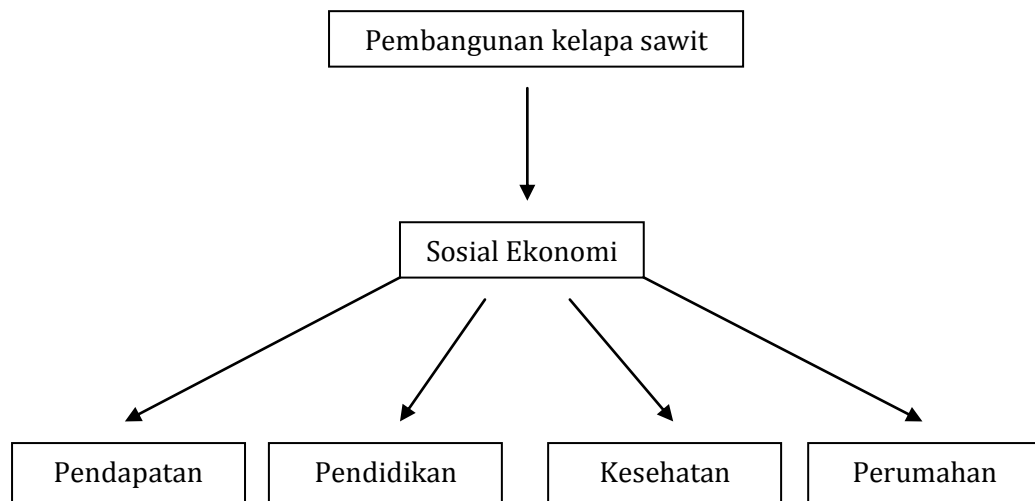 Pembangunan kelapa sawit
Sosial Ekonomi
Pendapatan
Pendidikan
Kesehatan
Perumahan